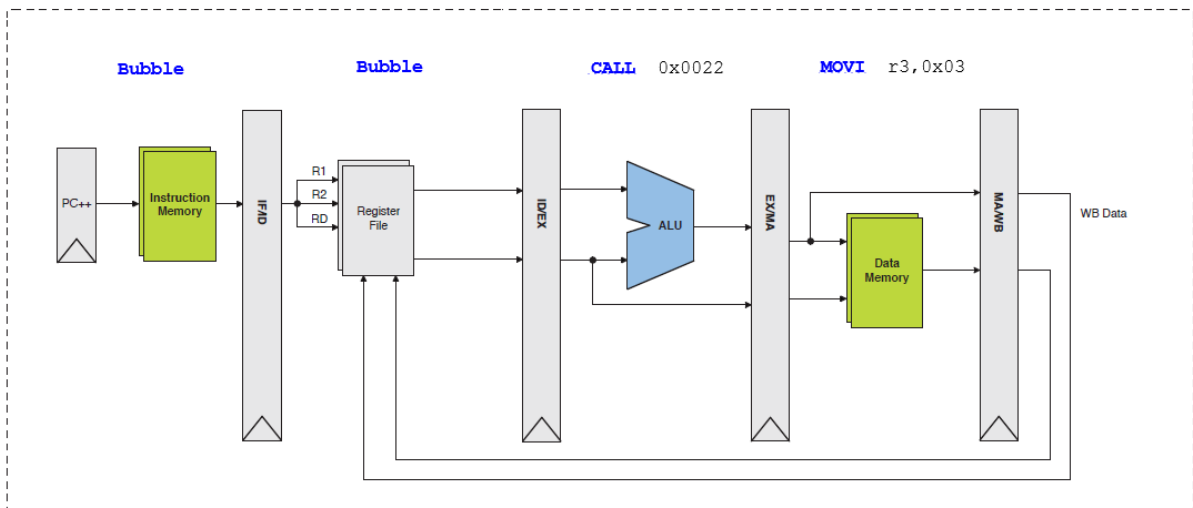 Bubble
Bubble
CALL 0x0022
MOVI r3,0x03
PC++
Instruction
Memory
IF/ID
R1
R2
RD
Register
File
ID/EX
ALU
EX/MA
Data
Memory
MA/WB
WB Data